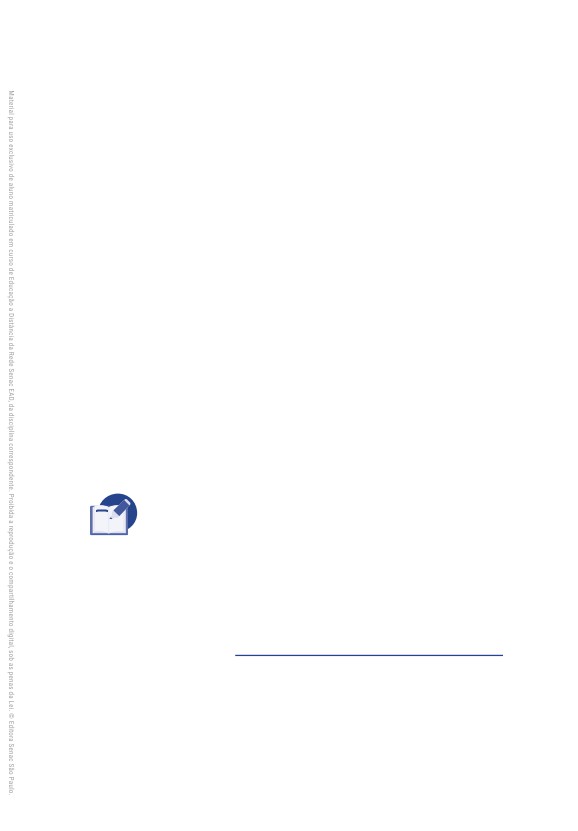 Material para uso exclusivo de aluno matriculado em curso de Educação a Distância da Rede Senac EAD, da disciplina correspondente. Proibida a reprodução e o compartilhamento digital, sob as penas da Lei. © Editora Senac São Paulo.